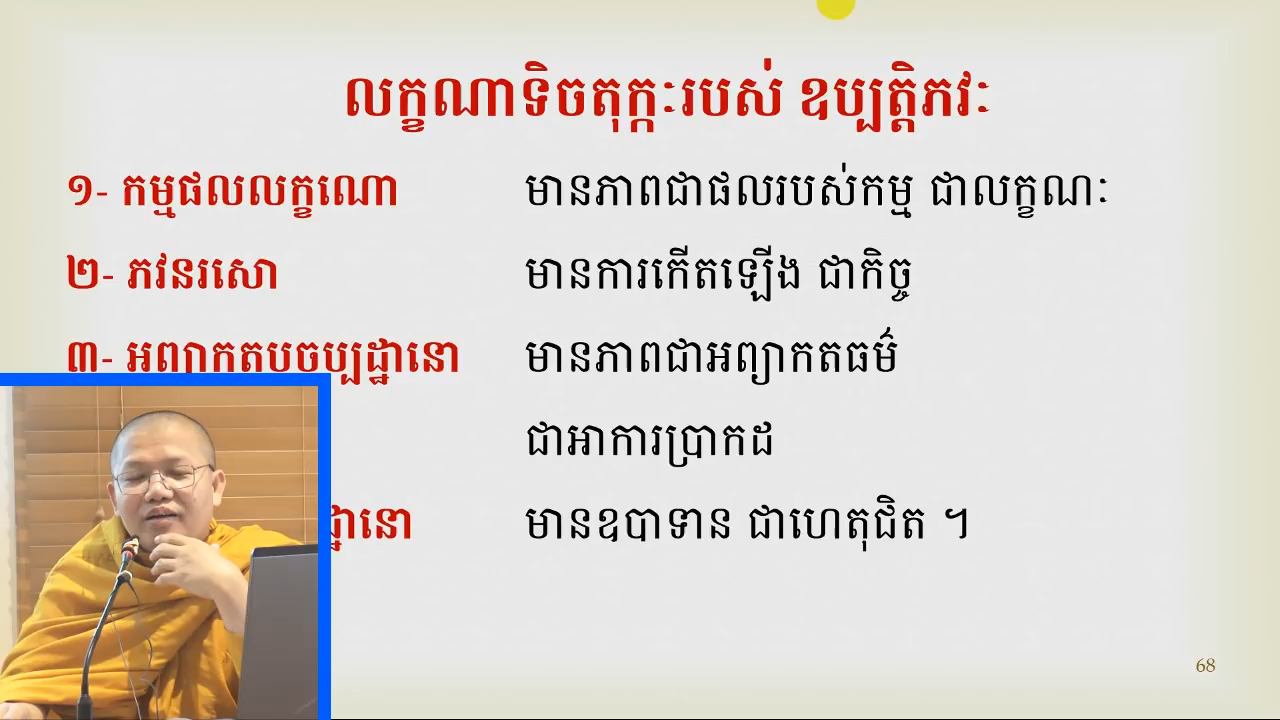 លក្ខណាទិចតុក្កៈរបស់ ឧប្បត្តិភវៈ
១- កម្មផលលក្ខណោ មានភាពជាផលរបស់កម្ម ជាលក្ខណៈ
២- ភវនរសោ មានការកើតឡើង ជាកិច្ច
៣- អព្យាកតបចប្បដ្ឋានោ មានភាពជាអព្យាកតធម៌
ជាអាការប្រាកដ
មានឧបាទាន ជាហេតុជិត ។
68